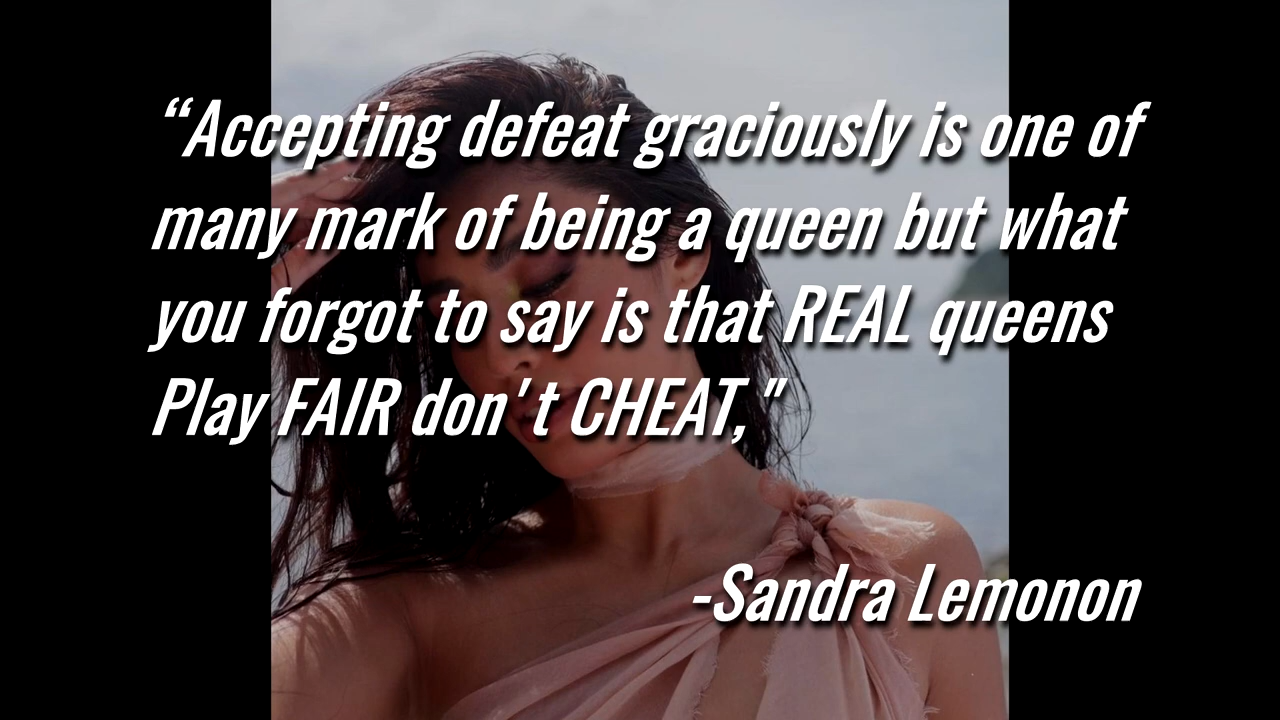 “Accepting defeat graciously is one of
many mark of being a queen but what
you forgot to say is that REAL queens
Play FAIR don't CHEAT,"
-Sandra Lemonon